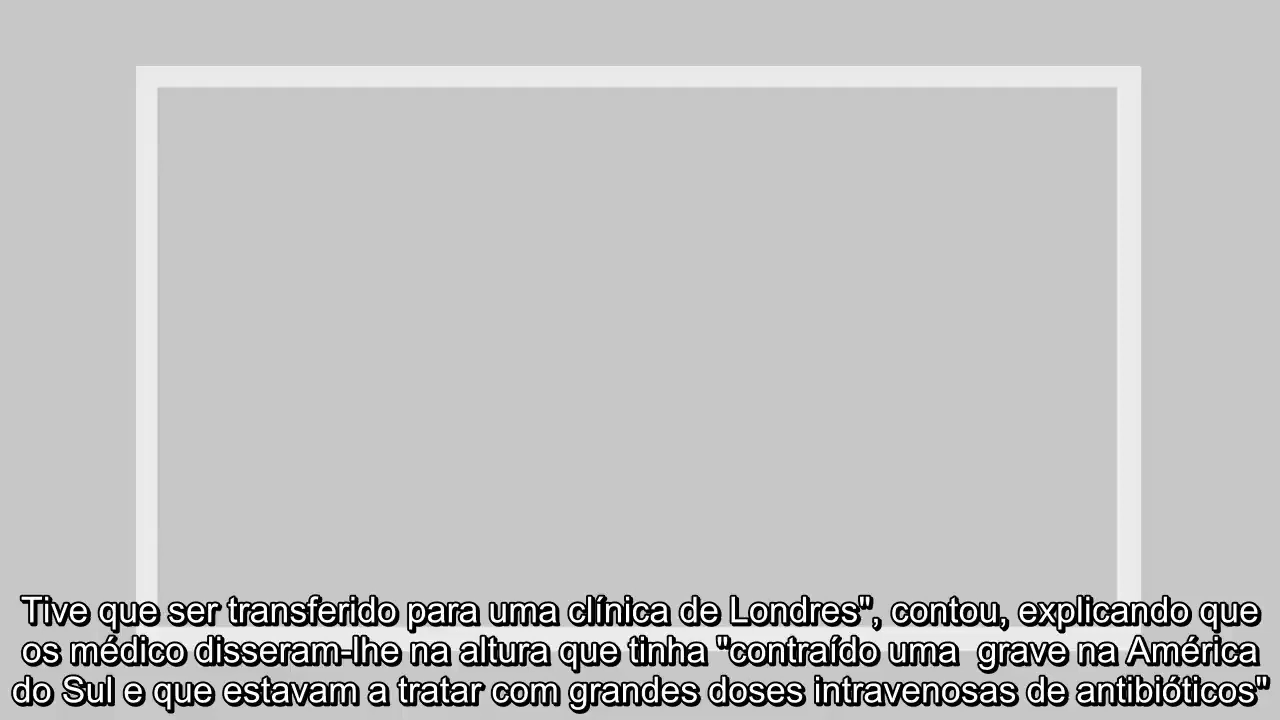 Tive que ser transferido para uma clínica de Londres", contou, explicando que
os médico disseram-lhe na altura que tinha "contraído uma  grave na América
do Sul e que estavam a tratar com grandes doses intravenosas de antibióticos"